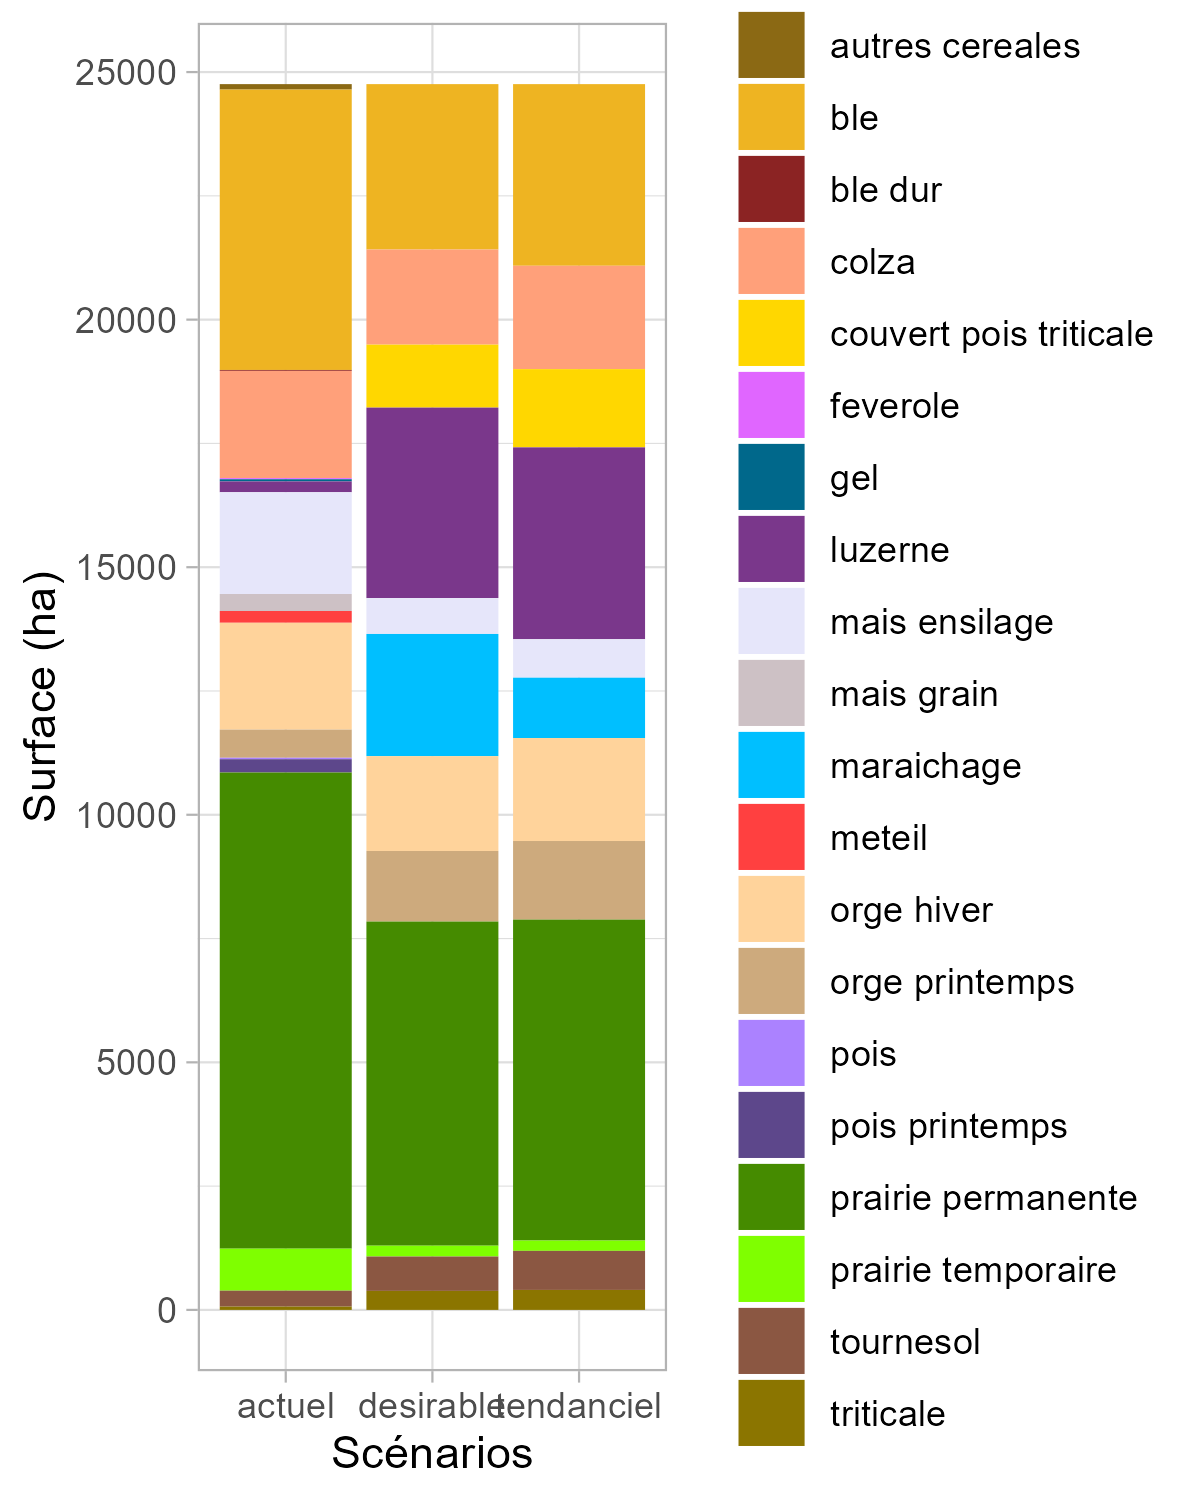 25000
20000
15000
10000
5000
0
Surface (ha)
actuel
desirable
tendanciel
Scénarios
autres cereales
ble
ble dur
colza
couvert pois triticale
feverole
gel
luzerne
mais ensilage
mais grain
maraichage
meteil
orge hiver
orge printemps
pois
pois printemps
prairie permanente
prairie temporaire
tournesol
triticale